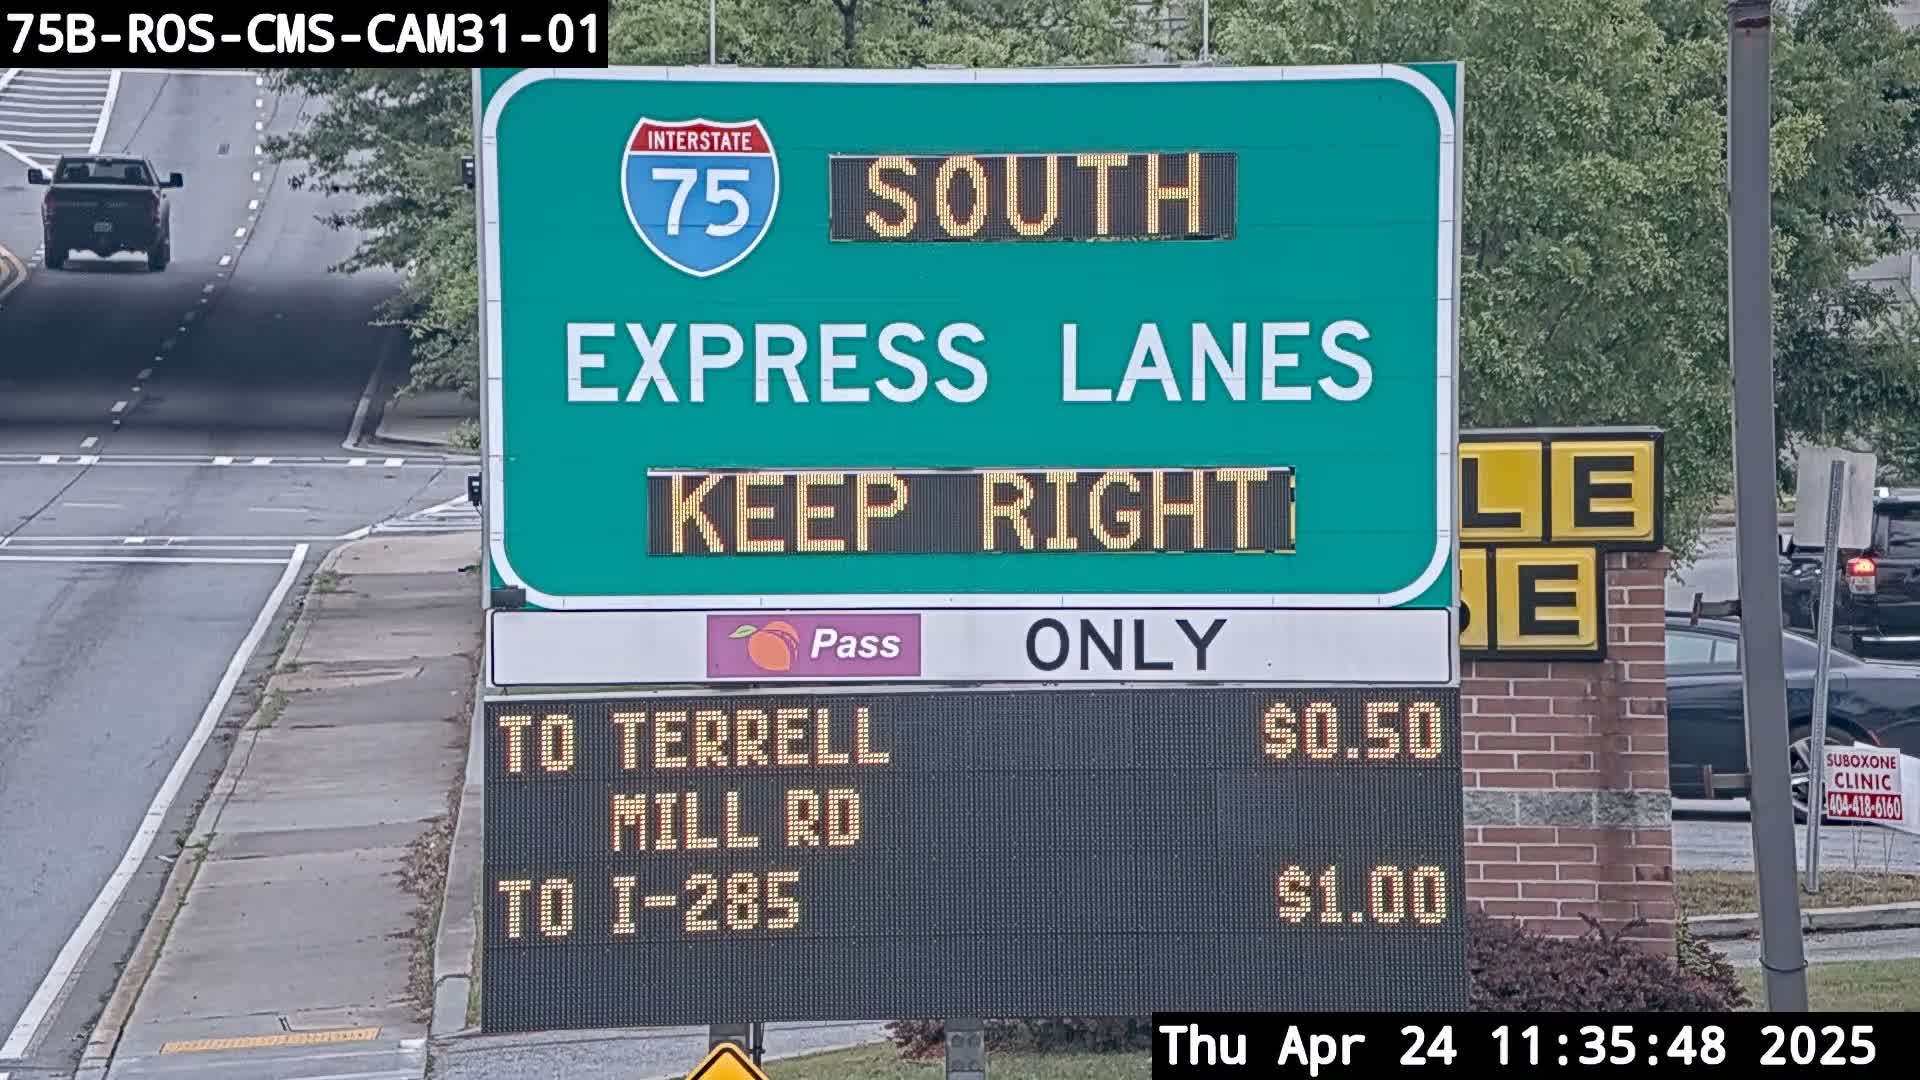 75B-ROS-CMS-CAM31-01
INTERSTATE
75
SOUTH
EXPRESS LANES
KEEP RIGHT
Pass ONLY
TO TERRELL $0.50
MILL RD
TO I-285 $1.00
LE
E
SUBOXONE
CLINIC
404-418-6160
Thu Apr 24 11:35:48 2025